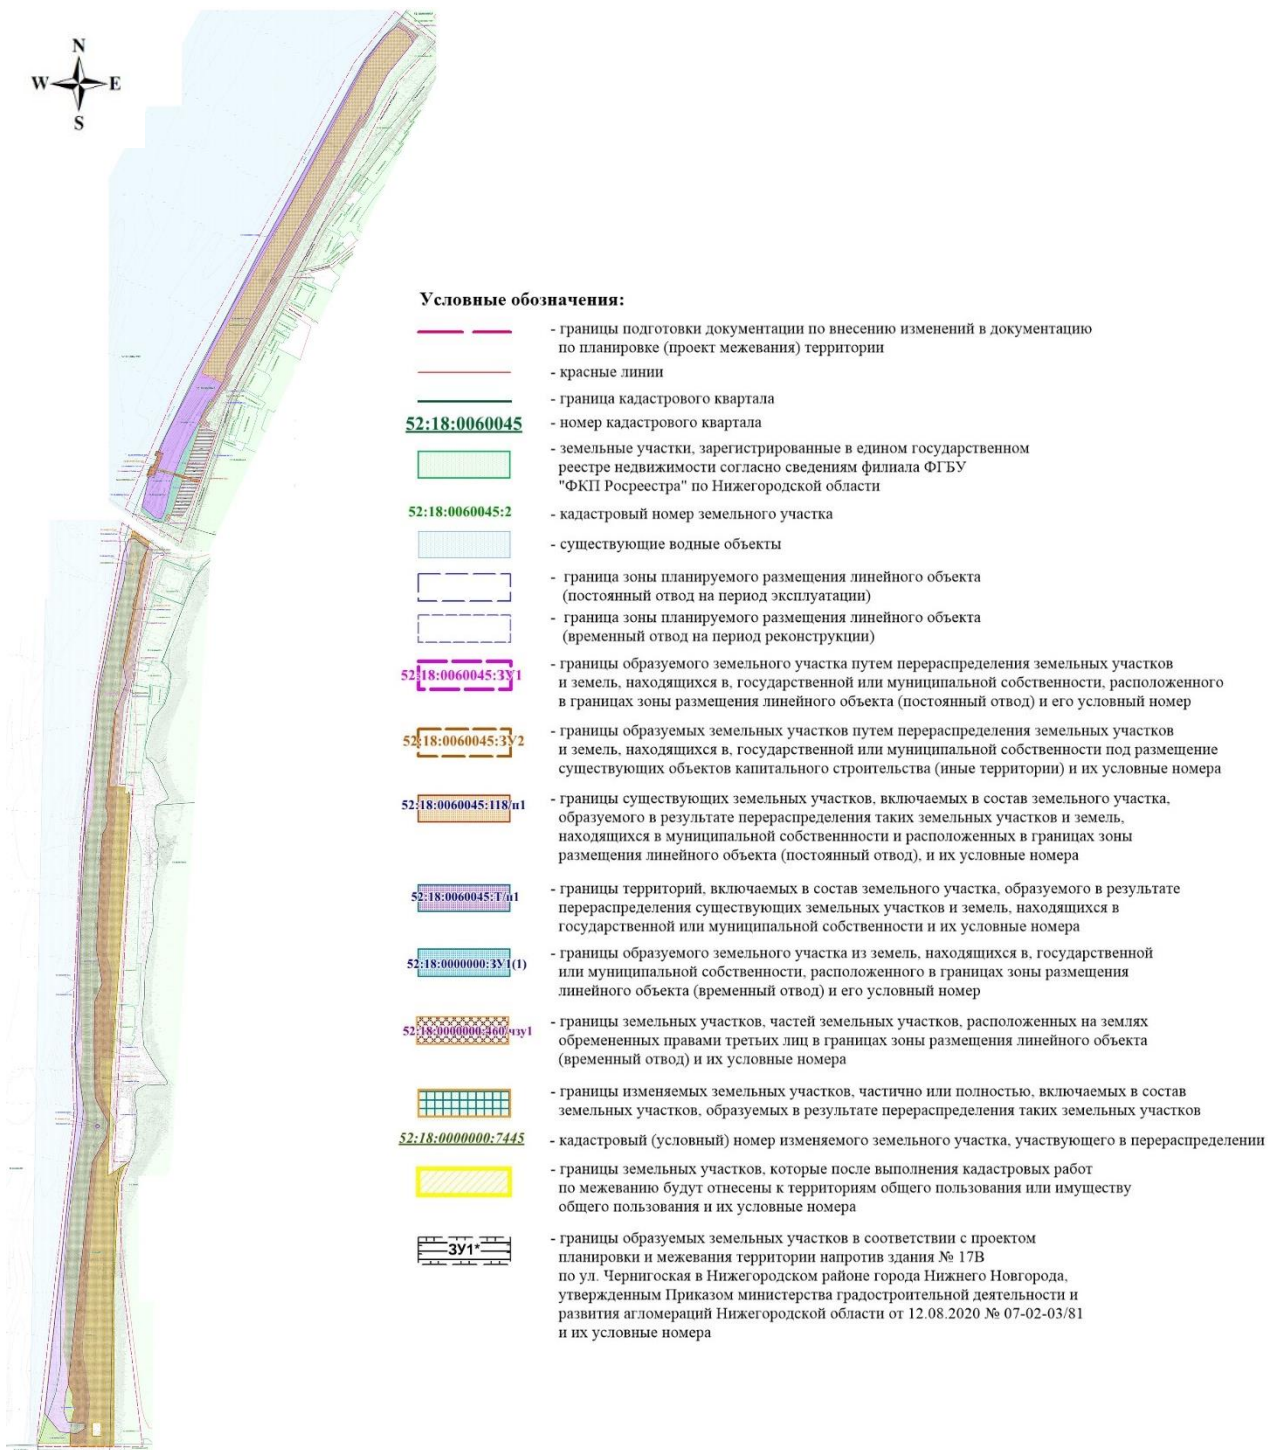 N
W E
S
Условные обозначения:
- границы подготовки документации по внесению изменений в документацию
по планировке (проект межевания) территории
- красные линии
- граница кадастрового квартала
52:18:0060045 - номер кадастрового квартала
- земельные участки, зарегистрированные в едином государственном
реестре недвижимости согласно сведениям филиала ФГБУ
"ФКП Росреестра" по Нижегородской области
52:18:0060045:2 - кадастровый номер земельного участка
- существующие водные объекты
- граница зоны планируемого размещения линейного объекта
(постоянный отвод на период эксплуатации)
- граница зоны планируемого размещения линейного объекта
(временный отвод на период реконструкции)
52:18:0060045:ЗУ1 - границы образуемого земельного участка путем перераспределения земельных участков
и земель, находящихся в, государственной или муниципальной собственности, расположенного
в границах зоны размещения линейного объекта (постоянный отвод) и его условный номер
52:18:0060045:ЗУ2 - границы образуемых земельных участков путем перераспределения земельных участков
и земель, находящихся в, государственной или муниципальной собственности под размещение
существующих объектов капитального строительства (иные территории) и их условные номера
52:18:0060045:118/п1 - границы существующих земельных участков, включаемых в состав земельного участка,
образуемого в результате перераспределения таких земельных участков и земель,
находящихся в муниципальной собственнности и расположенных в границах зоны
размещения линейного объекта (постоянный отвод), и их условные номера
52:18:0060045:Т/п1 - границы территорий, включаемых в состав земельного участка, образуемого в результате
перераспределения существующих земельных участков и земель, находящихся в
государственной или муниципальной собственности и их условные номера
52:18:0000000:ЗУ1(1) - границы образуемого земельного участка из земель, находящихся в, государственной
или муниципальной собственности, расположенного в границах зоны размещения
линейного объекта (временный отвод) и его условный номер
52:18:0000000:460/чзу1 - границы земельных участков, частей земельных участков, расположенных на землях
обремененных правами третьих лиц в границах зоны размещения линейного объекта
(временный отвод) и их условные номера
- границы изменяемых земельных участков, частично или полностью, включаемых в состав
земельных участков, образуемых в результате перераспределения таких земельных участков
52:18:0000000:7445 - кадастровый (условный) номер изменяемого земельного участка, участвующего в перераспределении
- границы земельных участков, которые после выполнения кадастровых работ
по межеванию будут отнесены к территориям общего пользования или имуществу
общего пользования и их условные номера
ЗУ1* - границы образуемых земельных участков в соответствии с проектом
планировки и межевания территории напротив здания № 17В
по ул. Чернигоская в Нижегородском районе города Нижнего Новгорода,
утвержденным Приказом министерства градостроительной деятельности и
развития агломераций Нижегородской области от 12.08.2020 № 07-02-03/81
и их условные номера